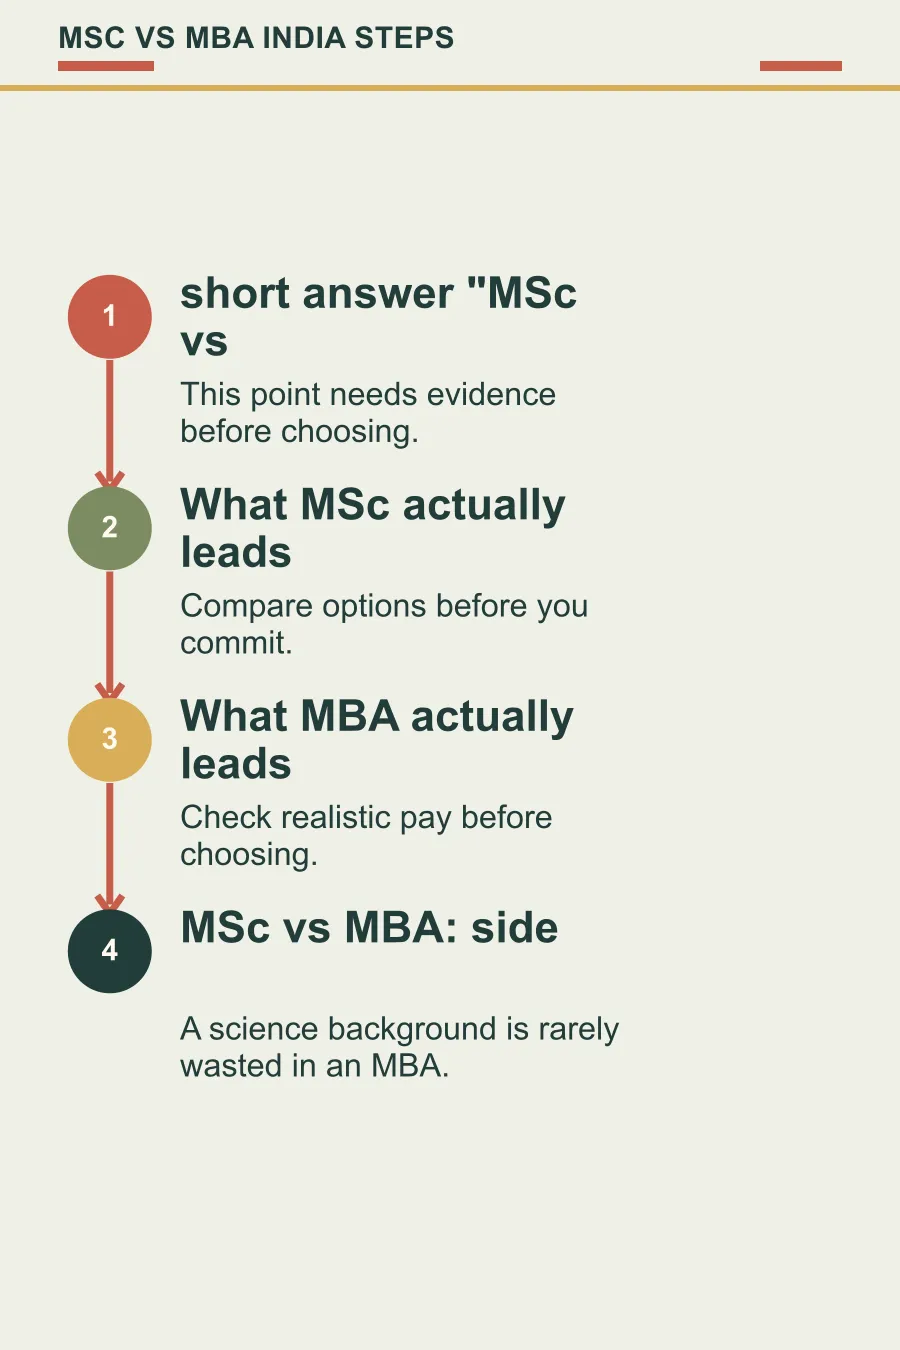 MSC VS MBA INDIA STEPS
1
short answer "MSc
vs
This point needs evidence
before choosing.
2
What MSc actually
leads
Compare options before you
commit.
3
What MBA actually
leads
Check realistic pay before
choosing.
4
MSc vs MBA: side
A science background is rarely
wasted in an MBA.